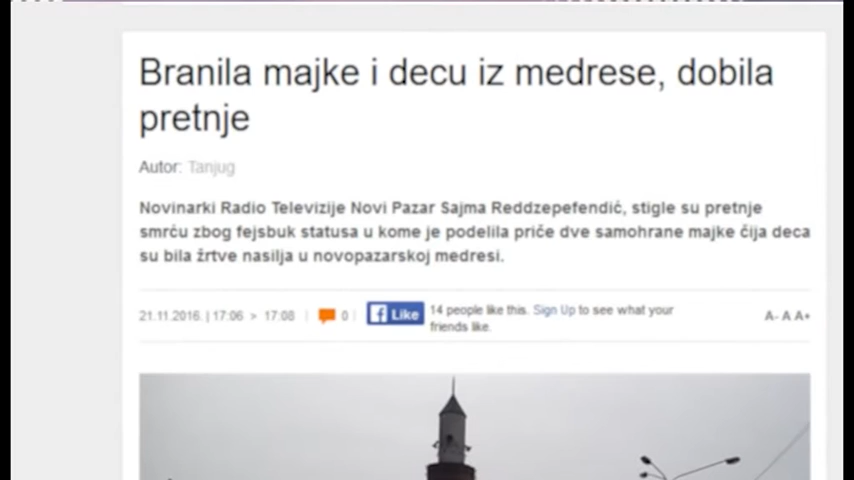 Branila majke i decu iz medrese, dobila
pretnje
Autor: Tanjug
Novinarki Radio Televizije Novi Pazar Sajma Reddzepefendić, stigle su pretnje
smrću zbog fejsbuk statusa u kome je podelila priče dve samohrane majke čija deca
su bila žrtve nasilja u novopazarskoj medresi.
21.11.2016. | 17:06 > 17:08 | 0 | f Like 14 people like this. Sign Up to see what your
friends like. A- A A+